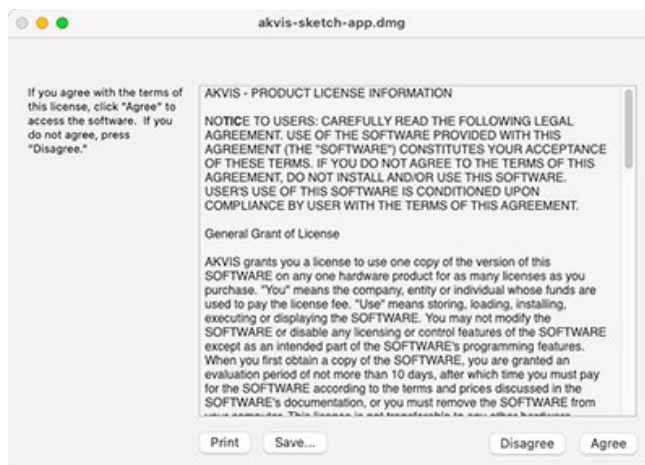 akvis-sketch-app.dmg
If you agree with the terms of
this license, click "Agree" to
access the software. If you
do not agree, press
"Disagree."
AKVIS - PRODUCT LICENSE INFORMATION
NOTICE TO USERS: CAREFULLY READ THE FOLLOWING LEGAL
AGREEMENT. USE OF THE SOFTWARE PROVIDED WITH THIS
AGREEMENT (THE "SOFTWARE") CONSTITUTES YOUR ACCEPTANCE
OF THESE TERMS. IF YOU DO NOT AGREE TO THE TERMS OF THIS
AGREEMENT, DO NOT INSTALL AND/OR USE THIS SOFTWARE.
USER'S USE OF THIS SOFTWARE IS CONDITIONED UPON
COMPLIANCE BY USER WITH THE TERMS OF THIS AGREEMENT.
General Grant of License
AKVIS grants you a license to use one copy of the version of this
SOFTWARE on any one hardware product for as many licenses as you
purchase. "You" means the company, entity or individual whose funds are
used to pay the license fee. "Use" means storing, loading, installing,
executing or displaying the SOFTWARE. You may not modify the
SOFTWARE or disable any licensing or control features of the SOFTWARE
except as an intended part of the SOFTWARE's programming features.
When you first obtain a copy of the SOFTWARE, you are granted an
evaluation period of not more than 10 days, after which time you must pay
for the SOFTWARE according to the terms and prices discussed in the
SOFTWARE's documentation, or you must remove the SOFTWARE from
your computer. This license is not transferable to any other hardware
Print
Save...
Disagree
Agree